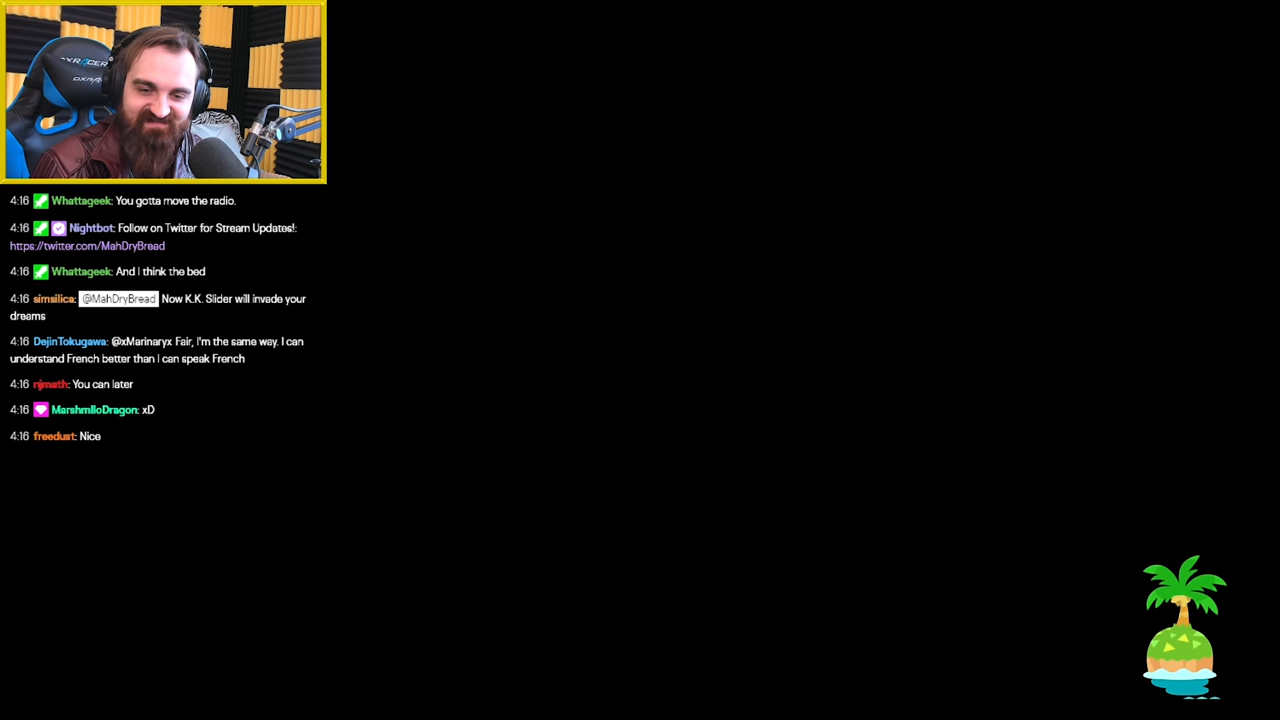 DXRACER
DXRA
4:16 Whattageek: You gotta move the radio.
4:16 Nightbot: Follow on Twitter for Stream Updates!:
https://twitter.com/MahDryBread
4:16 Whattageek: And I think the bed
4:16 simsilica: @MahDryBread Now K.K. Slider will invade your
dreams
4:16 DejinTokugawa: @xMarinaryx Fair, I'm the same way. I can
understand French better than I can speak French
4:16 njmeth: You can later
4:16 MarshmlloDragon: xD
4:16 freedust: Nice